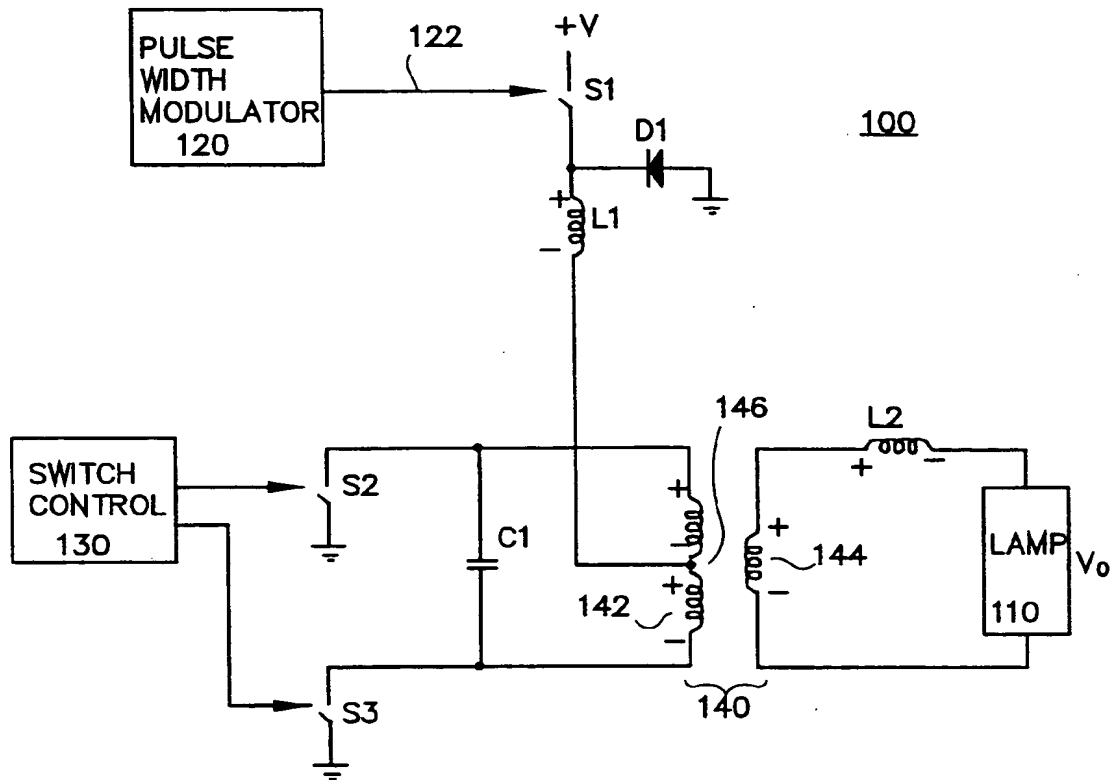 PULSE
WIDTH
MODULATOR
120
122
+V
S1
100
D1
+
L1
−
146
L2
+
−
SWITCH
CONTROL
130
S2
C1
+
−
+
142
−
+
144
−
LAMP
110
Vo
S3
140